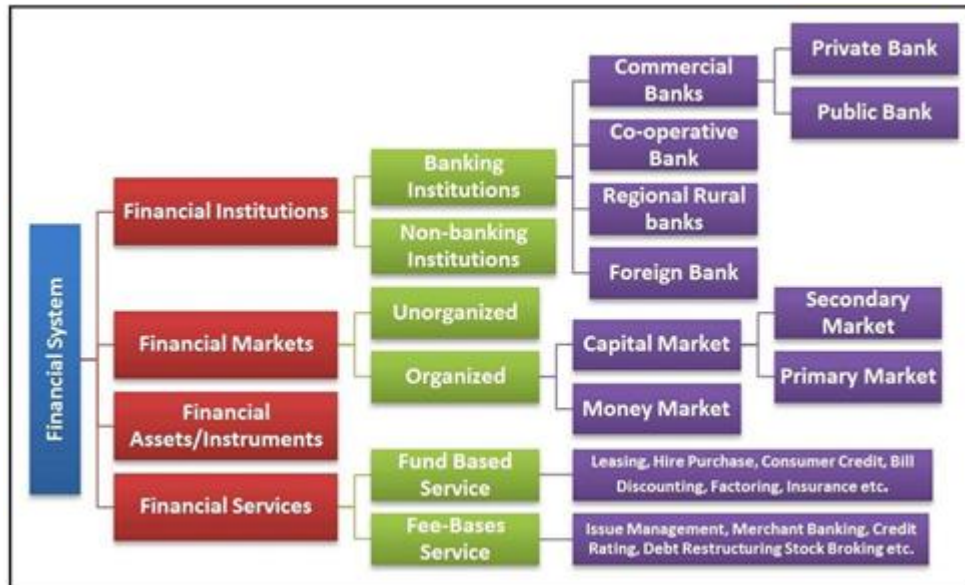 Financial System
Financial Institutions
Banking
Institutions
Commercial
Banks
Private Bank
Public Bank
Co-operative
Bank
Regional Rural
banks
Foreign Bank
Non-banking
Institutions
Financial Markets
Unorganized
Organized
Capital Market
Secondary
Market
Primary Market
Money Market
Financial
Assets/Instruments
Financial Services
Fund Based
Service
Leasing, Hire Purchase, Consumer Credit, Bill
Discounting, Factoring, Insurance etc.
Fee-Bases
Service
Issue Management, Merchant Banking, Credit
Rating, Debt Restructuring Stock Broking etc.